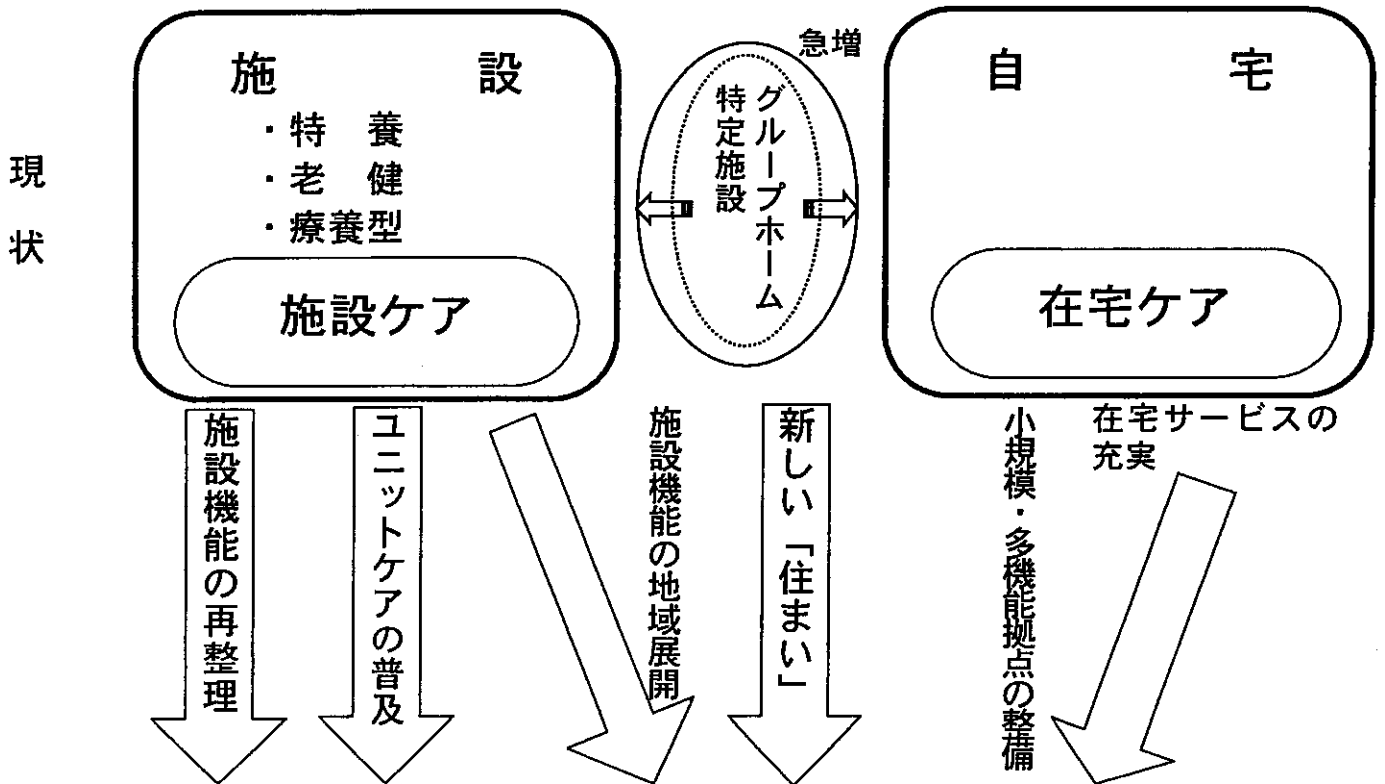 現状
施設
・特養
・老健
・療養型
施設ケア
急増
グループホーム
特定施設
自宅
在宅ケア
施設機能の再整理
ユニットケアの普及
施設機能の地域展開
新しい「住まい」
小規模・多機能拠点の整備
在宅サービスの
充実